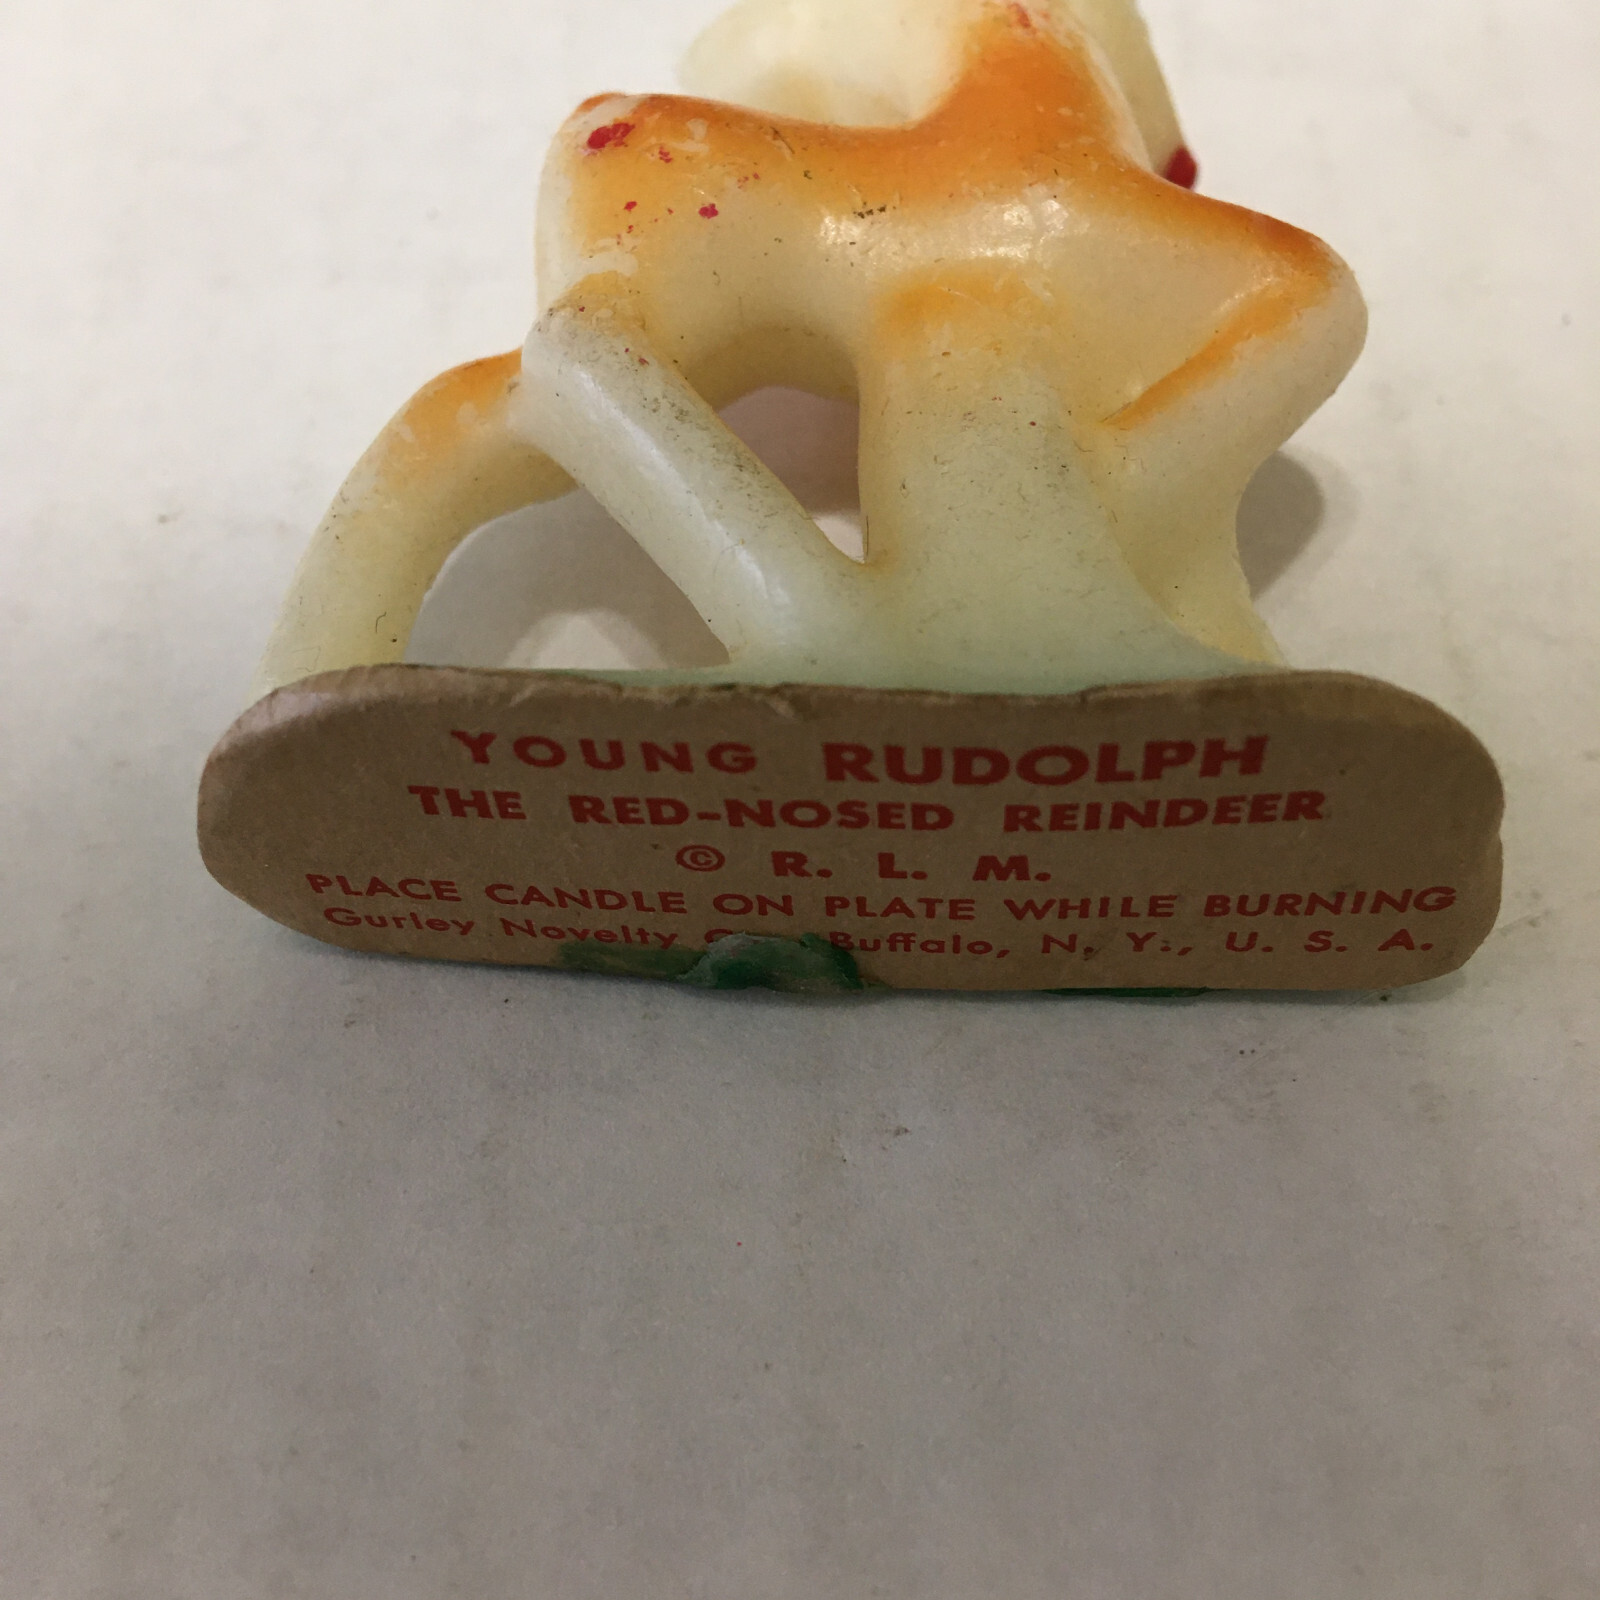 YOUNG RUDOLPH
THE RED-NOSED REINDEER
© R. L. M.
PLACE CANDLE ON PLATE WHILE BURNING
Gurley Novelty Buffalo, N. Y., U. S. A.